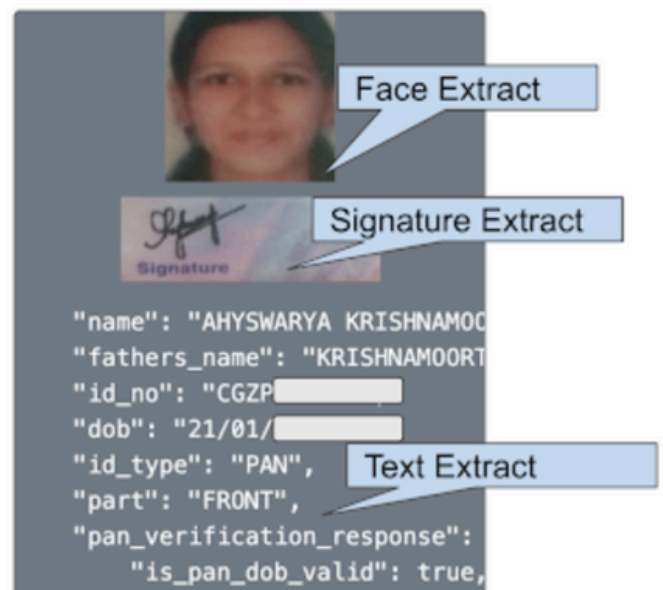 Face Extract
Signature Extract
Signature
"name": "AHYSWARYA KRISHNAMOO
"fathers_name": "KRISHNAMOORT
"id_no": "CGZP
"dob": "21/01/
"id_type": "PAN",
Text Extract
"part": "FRONT",
"pan_verification_response":
"is_pan_dob_valid": true,